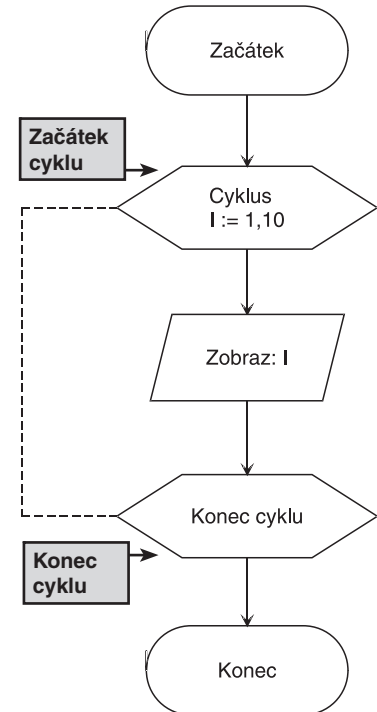 Začátek
Začátek
cyklu
Cyklus
I := 1,10
Zobraz: I
Konec cyklu
Konec
cyklu
Konec